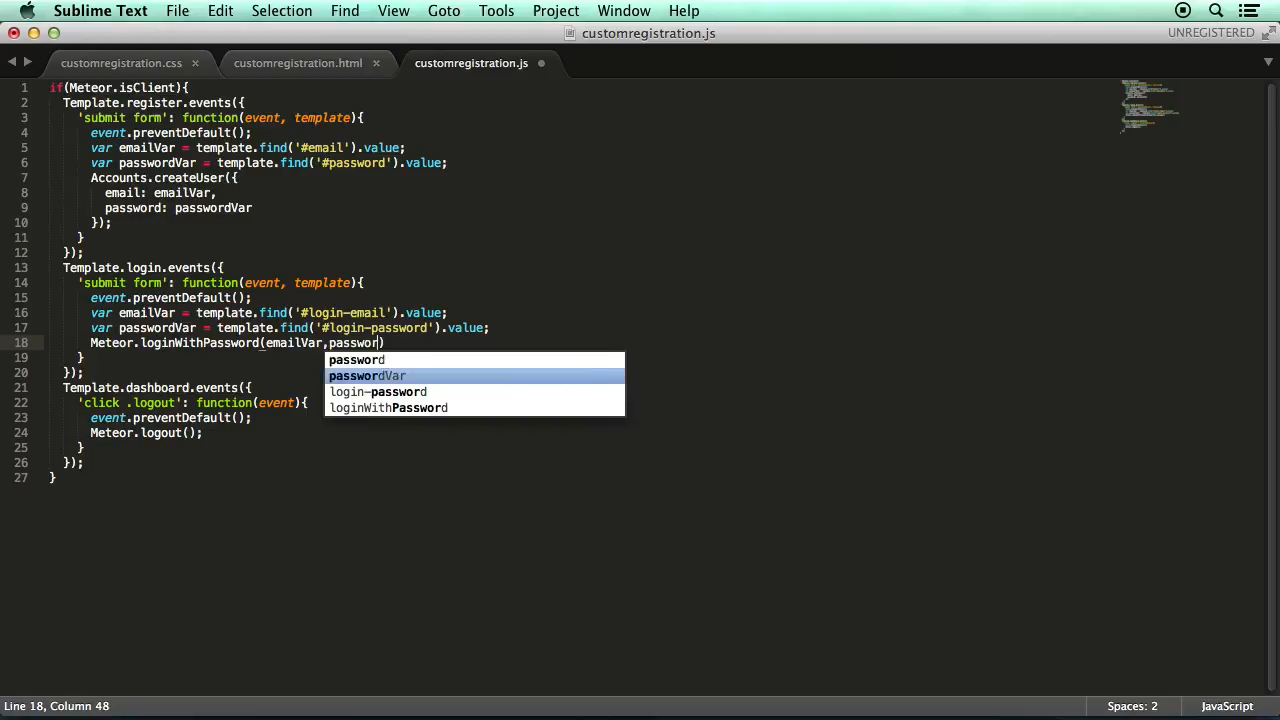 Sublime Text File Edit Selection Find View Goto Tools Project Window Help
customregistration.js UNREGISTERED
customregistration.css × customregistration.html × customregistration.js
1 if(Meteor.isClient){
2 Template.register.events({
3 'submit form': function(event, template){
4 event.preventDefault();
5 var emailVar = template.find('#email').value;
6 var passwordVar = template.find('#password').value;
7 Accounts.createUser({
8 email: emailVar,
9 password: passwordVar
10 });
11 }
12 });
13 Template.login.events({
14 'submit form': function(event, template){
15 event.preventDefault();
16 var emailVar = template.find('#login-email').value;
17 var passwordVar = template.find('#login-password').value;
18 Meteor.loginWithPassword(emailVar,passwor)
password
19 }
passwordVar
20 });
login-password
21 Template.dashboard.events({
loginWithPassword
22 'click .logout': function(event){
23 event.preventDefault();
24 Meteor.logout();
25 }
26 });
27 }
Line 18, Column 48 Spaces: 2 JavaScript